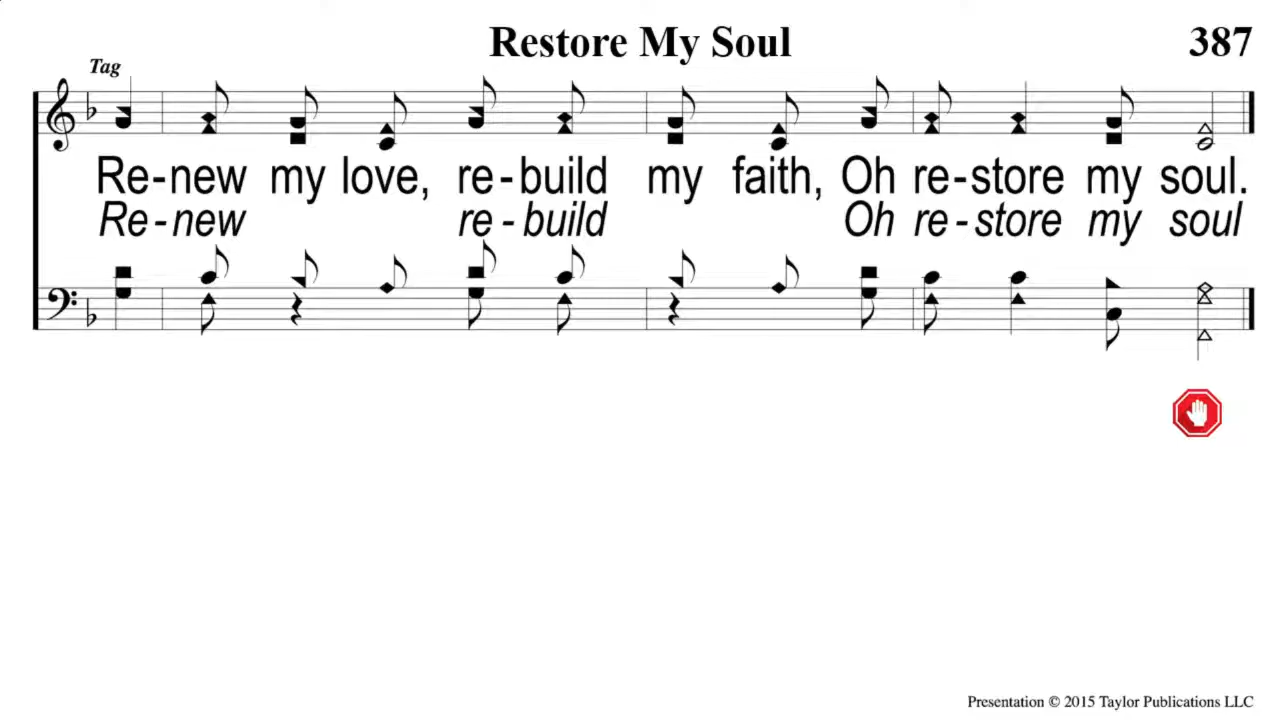 Restore My Soul 387
Tag
Re-new my love, re-build my faith, Oh re-store my soul.
Re-new re-build Oh re-store my soul
Presentation © 2015 Taylor Publications LLC